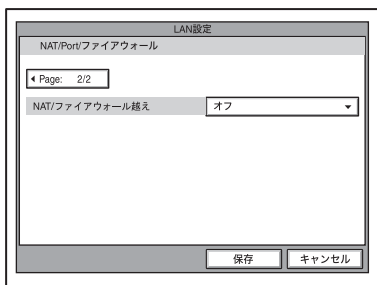 LAN設定
NAT/Port/ファイアウォール
Page: 2/2
NAT/ファイアウォール越え オフ
保存 キャンセル